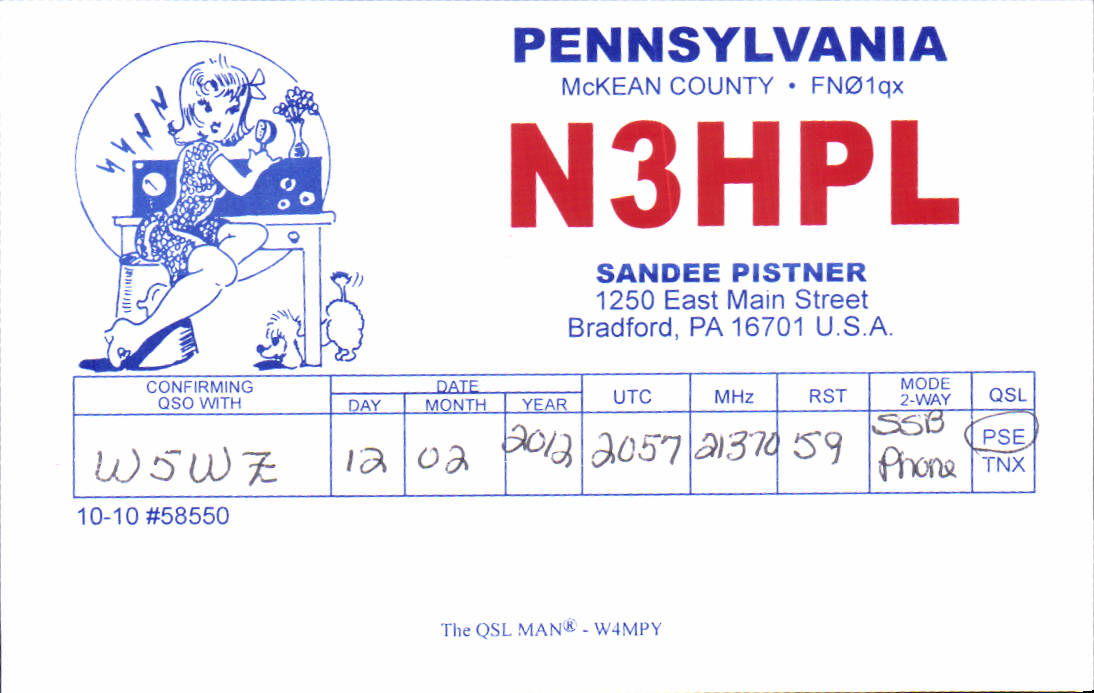 PENNSYLVANIA
McKEAN COUNTY • FNØ1qx
N3HPL
SANDEE PISTNER
1250 East Main Street
Bradford, PA 16701 U.S.A.
CONFIRMING QSO WITH
DATE
DAY MONTH YEAR
UTC
MHz
RST
MODE 2-WAY
QSL
W5WZ
12 02 2012 2057 21370 59
SSB
Phone
PSE
TNX
10-10 #58550
The QSL MAN® - W4MPY